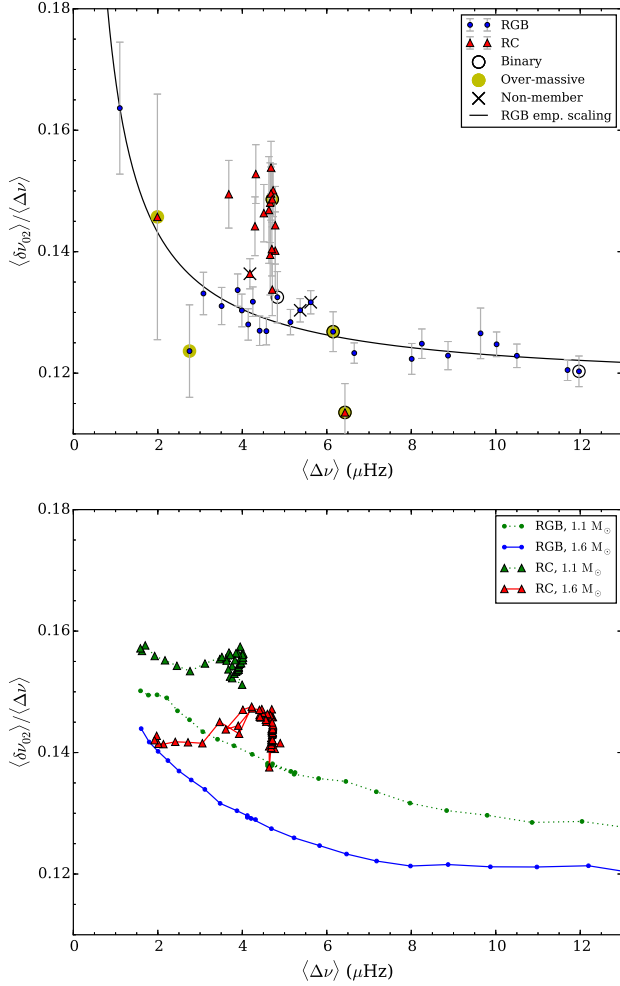 0.18
0.16
0.14
0.12
⟨δν₀₂⟩/⟨Δν⟩
0
2
4
6
8
10
12
⟨Δν⟩ (μHz)
RGB
RC
Binary
Over-massive
Non-member
RGB emp. scaling
0.18
0.16
0.14
0.12
⟨δν₀₂⟩/⟨Δν⟩
0
2
4
6
8
10
12
⟨Δν⟩ (μHz)
RGB, 1.1 M☉
RGB, 1.6 M☉
RC, 1.1 M☉
RC, 1.6 M☉